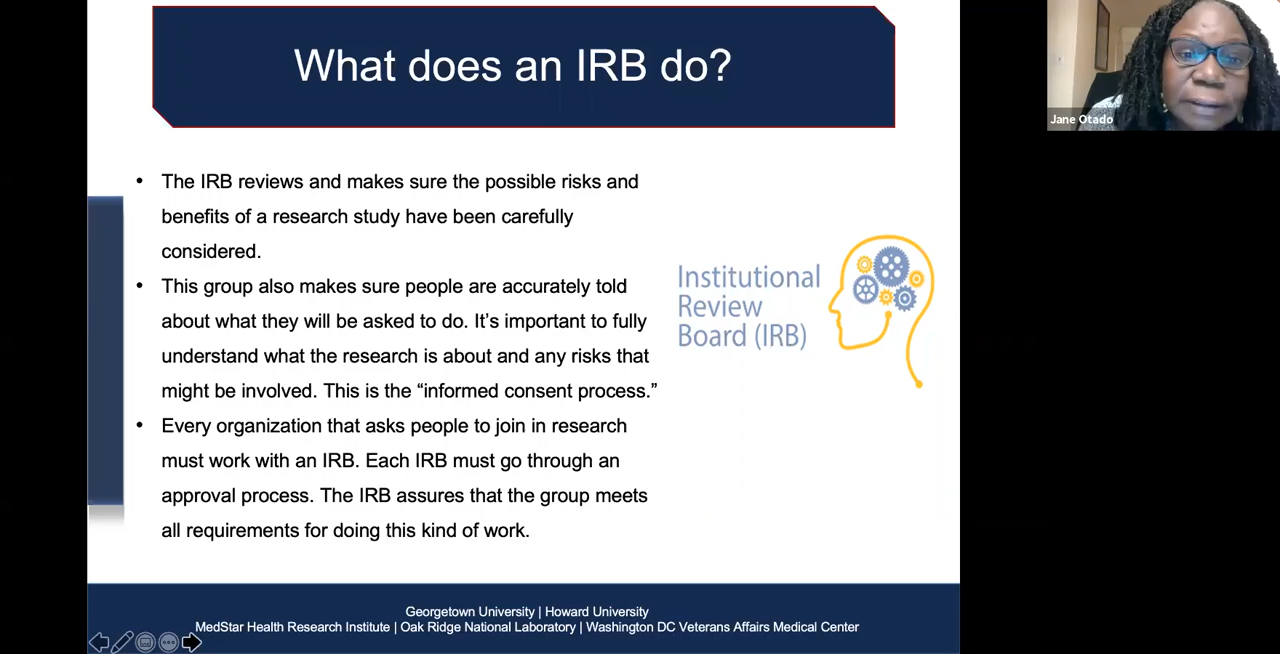 What does an IRB do?
• The IRB reviews and makes sure the possible risks and
benefits of a research study have been carefully
considered.
• This group also makes sure people are accurately told
about what they will be asked to do. It’s important to fully
understand what the research is about and any risks that
might be involved. This is the “informed consent process.”
• Every organization that asks people to join in research
must work with an IRB. Each IRB must go through an
approval process. The IRB assures that the group meets
all requirements for doing this kind of work.
Institutional
Review
Board (IRB)
Georgetown University | Howard University
MedStar Health Research Institute | Oak Ridge National Laboratory | Washington DC Veterans Affairs Medical Center
Jane Otado